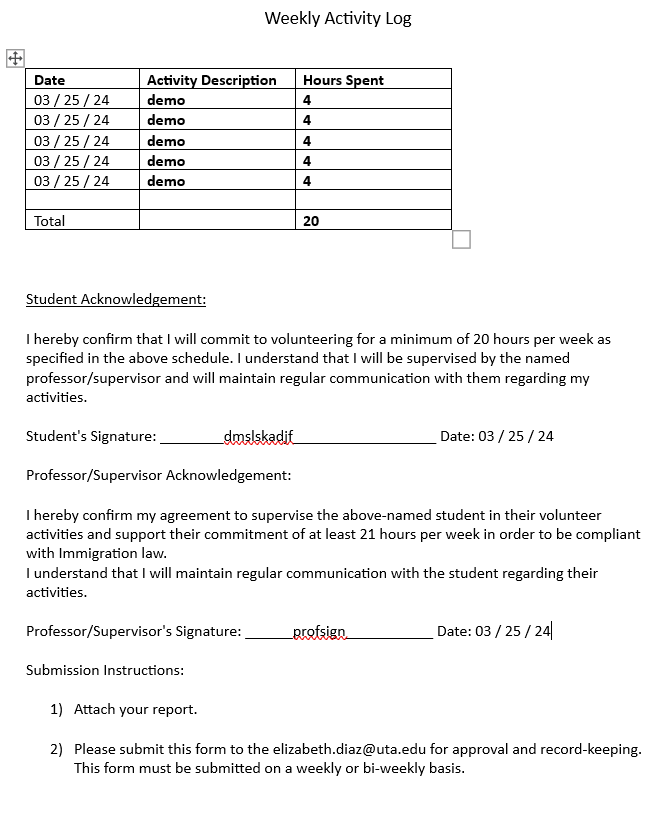 Weekly Activity Log
Date Activity Description Hours Spent
03 / 25 / 24 demo 4
03 / 25 / 24 demo 4
03 / 25 / 24 demo 4
03 / 25 / 24 demo 4
03 / 25 / 24 demo 4
Total 20
Student Acknowledgement:
I hereby confirm that I will commit to volunteering for a minimum of 20 hours per week as
specified in the above schedule. I understand that I will be supervised by the named
professor/supervisor and will maintain regular communication with them regarding my
activities.
Student's Signature: ____________dmslskadjf____________________ Date: 03 / 25 / 24
Professor/Supervisor Acknowledgement:
I hereby confirm my agreement to supervise the above-named student in their volunteer
activities and support their commitment of at least 21 hours per week in order to be compliant
with Immigration law.
I understand that I will maintain regular communication with the student regarding their
activities.
Professor/Supervisor's Signature: _______profsign,____________ Date: 03 / 25 / 24
Submission Instructions:
1) Attach your report.
2) Please submit this form to the elizabeth.diaz@uta.edu for approval and record-keeping.
This form must be submitted on a weekly or bi-weekly basis.